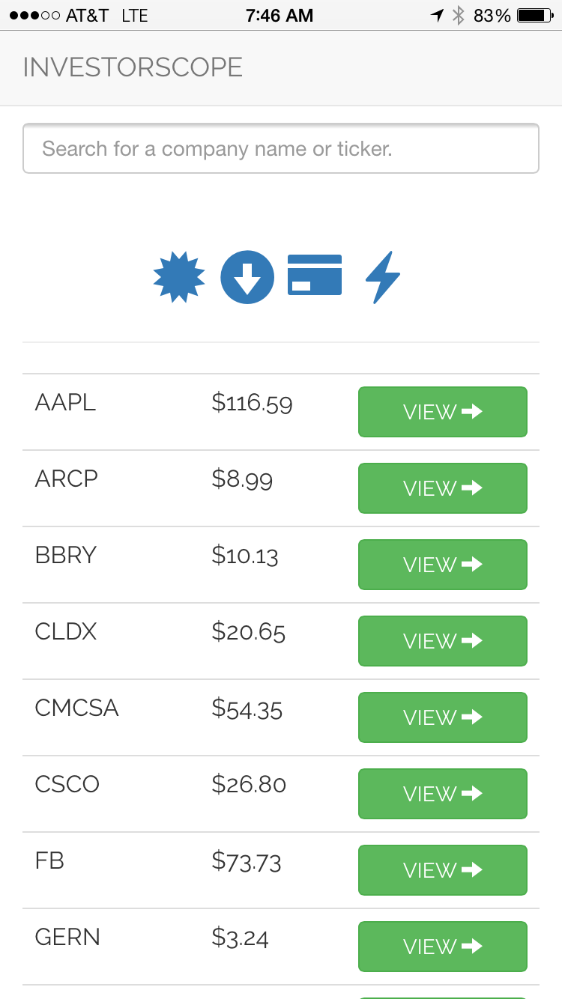 AT&T LTE 7:46 AM 83%
INVESTORSCOPE
Search for a company name or ticker.
AAPL $116.59 VIEW
ARCP $8.99 VIEW
BBRY $10.13 VIEW
CLDX $20.65 VIEW
CMCSA $54.35 VIEW
CSCO $26.80 VIEW
FB $73.73 VIEW
GERN $3.24 VIEW